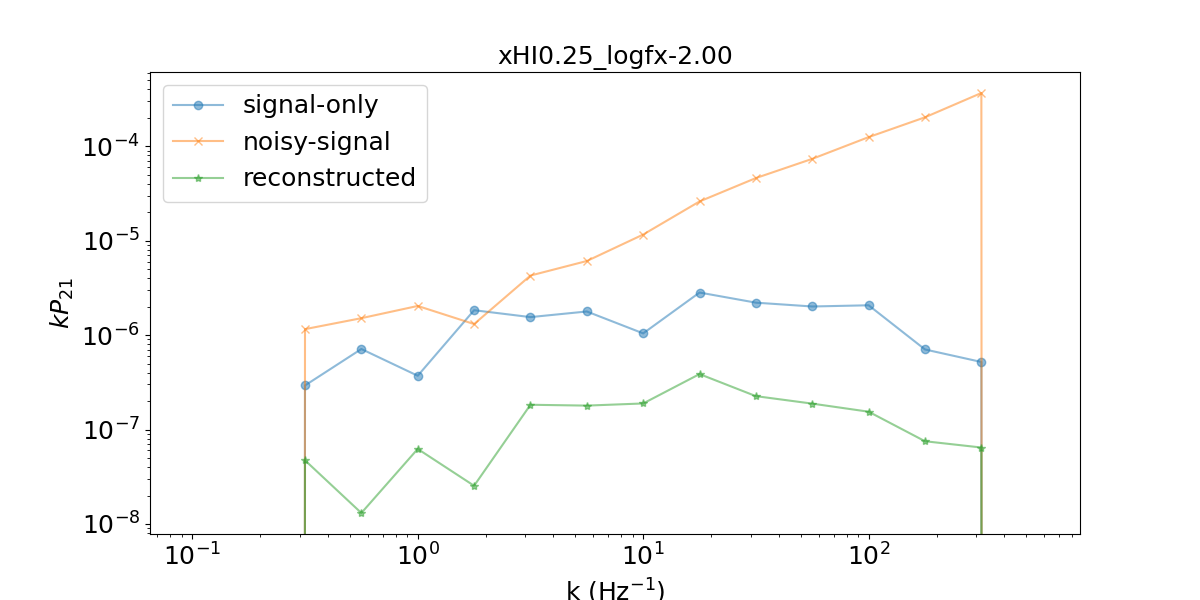 xHI0.25_logfx-2.00
signal-only
noisy-signal
reconstructed
10⁻⁴
10⁻⁵
10⁻⁶
10⁻⁷
10⁻⁸
kP₂₁
10⁻¹ 10⁰ 10¹ 10²
k (Hz⁻¹)